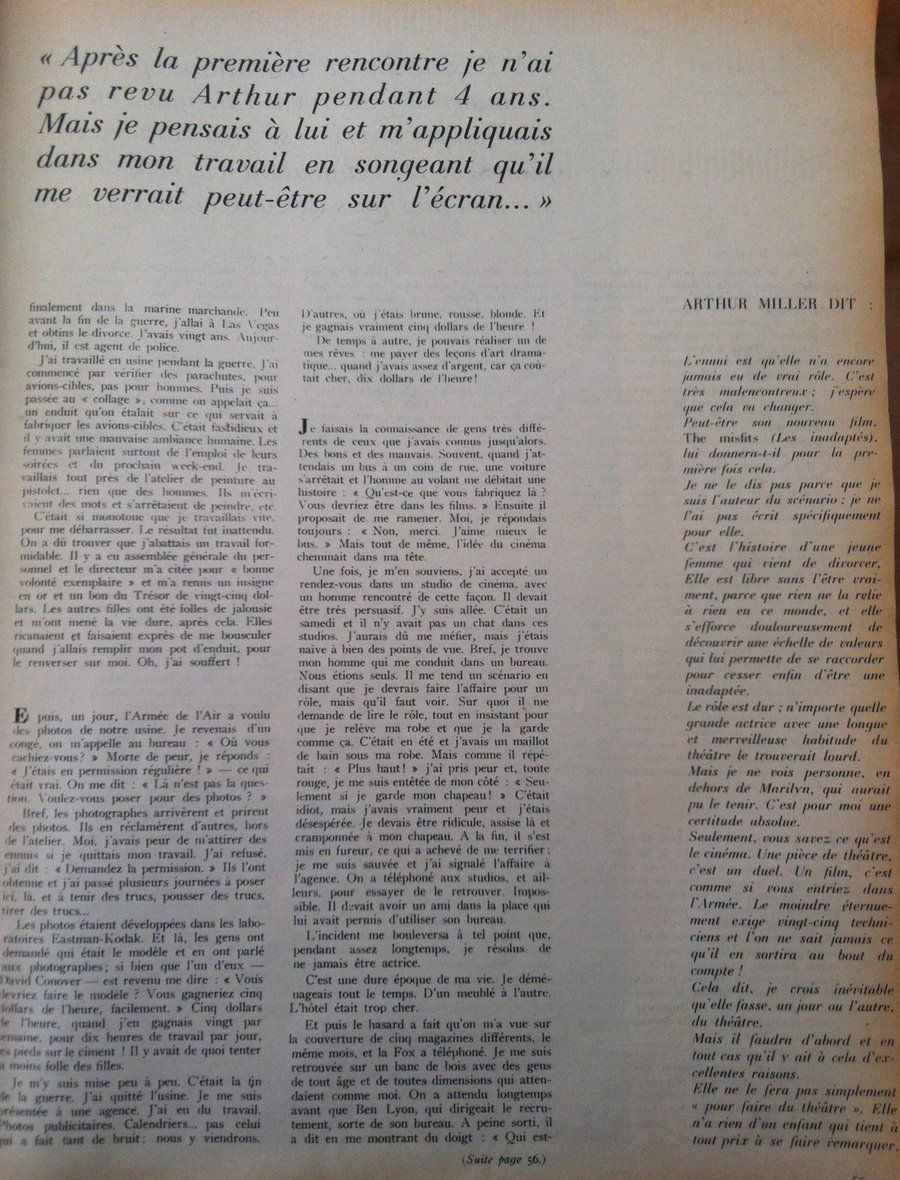 « Après la première rencontre je n'ai
pas revu Arthur pendant 4 ans.
Mais je pensais à lui et m'appliquais
dans mon travail en songeant qu'il
me verrait peut-être sur l'écran... »
finalement dans la marine marchande. Peu
avant la fin de la guerre, j'allai à Las Vegas
et obtins le divorce. J'avais vingt ans. Aujour-
d'hui, il est agent de police.
J'ai travaillé en usine pendant la guerre. J'ai
commencé par vérifier des parachutes, pour
avions-cibles, pas pour hommes. Puis je suis
passée au « collage », comme on appelait ça...
un enduit qu'on étalait sur ce qui servait à
fabriquer les avions-cibles. C'était fastidieux et
il y avait une mauvaise ambiance humaine. Les
femmes parlaient surtout de l'emploi de leurs
soirées et du prochain week-end. Je tra-
vaillais tout près de l'atelier de peinture au
pistolet... rien que des hommes. Ils m'écri-
vaient des mots et s'arrêtaient de peindre, etc.
C'était si monotone que je travaillais vite,
pour me débarrasser. Le résultat fut inattendu.
On a dû trouver que j'abattais un travail for-
midable. Il y a eu assemblée générale du per-
sonnel et le directeur m'a citée pour « bonne
volonté exemplaire » et m'a remis un insigne
en or et un bon du Trésor de vingt-cinq dol-
lars. Les autres filles ont été folles de jalousie
et m'ont mené la vie dure, après cela. Elles
ricanaient et faisaient exprès de me bousculer
quand j'allais remplir mon pot d'enduit, pour
le renverser sur moi. Oh, j'ai souffert !
Et puis, un jour, l'Armée de l'Air a voulu
des photos de notre usine. Je revenais d'un
congé, on m'appelle au bureau : « Où vous
cachiez-vous ? » Morte de peur, je réponds :
« J'étais en permission régulière ! » — ce qui
était vrai. On me dit : « Là n'est pas la ques-
tion. Voulez-vous poser pour des photos ? »
Bref, les photographes arrivèrent et prirent
des photos. Ils en réclamèrent d'autres, hors
de l'atelier. Moi, j'avais peur de m'attirer des
ennuis si je quittais mon travail. J'ai refusé.
j'ai dit : « Demandez la permission. » Ils l'ont
obtenue et j'ai passé plusieurs journées à poser
ici, là, et à tenir des trucs, pousser des trucs,
tirer des trucs...
Les photos étaient développées dans les labo-
ratoires Eastman-Kodak. Et là, les gens ont
demandé qui était le modèle et en ont parlé
aux photographes ; si bien que l'un d'eux —
David Conover — est revenu me dire : « Vous
devriez faire le modèle ? Vous gagneriez cinq
dollars de l'heure, facilement. » Cinq dollars
de l'heure, quand j'en gagnais vingt par
semaine, pour dix heures de travail par jour,
les pieds sur le ciment ! Il y avait de quoi tenter
a moins folle des filles.
Je m'y suis mise peu à peu. C'était la fin
de la guerre. J'ai quitté l'usine. Je me suis
présentée à une agence. J'ai eu du travail.
Photos publicitaires. Calendriers... pas celui
qui a fait tant de bruit : nous y viendrons.
D'autres, où j'étais brune, rousse, blonde. Et
je gagnais vraiment cinq dollars de l'heure !
De temps à autre, je pouvais réaliser un de
mes rêves : me payer des leçons d'art drama-
tique... quand j'avais assez d'argent, car ça cou-
tait cher, dix dollars de l'heure !
Je faisais la connaissance de gens très diffé-
rents de ceux que j'avais connus jusqu'alors.
Des bons et des mauvais. Souvent, quand j'at-
tendais un bus à un coin de rue, une voiture
s'arrêtait et l'homme au volant me débitait une
histoire : « Qu'est-ce que vous fabriquez là ?
Vous devriez être dans les films. » Ensuite il
proposait de me ramener. Moi, je répondais
toujours : « Non, merci. J'aime mieux le
bus. » Mais tout de même, l'idée du cinéma
cheminait dans ma tête.
Une fois, je m'en souviens, j'ai accepté un
rendez-vous dans un studio de cinéma, avec
un homme rencontré de cette façon. Il devait
être très persuasif. J'y suis allée. C'était un
samedi et il n'y avait pas un chat dans ces
studios. J'aurais dû me méfier, mais j'étais
naïve à bien des points de vue. Bref, je trouve
mon homme qui me conduit dans un bureau.
Nous étions seuls. Il me tend un scénario en
disant que je devrais faire l'affaire pour un
rôle, mais qu'il faut voir. Sur quoi il me
demande de lire le rôle, tout en insistant pour
que je relève ma robe et que je la garde
comme ça. C'était en été et j'avais un maillot
de bain sous ma robe. Mais comme il répé-
tait : « Plus haut ! » j'ai pris peur et, toute
rouge, je me suis entêtée de mon côté : « Seu-
lement si je garde mon chapeau ! » C'était
idiot, mais j'avais vraiment peur et j'étais
désespérée. Je devais être ridicule, assise là et
cramponnée à mon chapeau. A la fin, il s'est
mis en fureur, ce qui a achevé de me terrifier ;
je me suis sauvée et j'ai signalé l'affaire à
l'agence. On a téléphoné aux studios, et ail-
leurs, pour essayer de le retrouver. Impos-
sible. Il devait avoir un ami dans la place qui
lui avait permis d'utiliser son bureau.
L'incident me bouleversa à tel point que,
pendant assez longtemps, je résolus de
ne jamais être actrice.
C'est une dure époque de ma vie. Je démé-
nageais tout le temps. D'un meublé à l'autre.
L'hôtel était trop cher.
Et puis le hasard a fait qu'on m'a vue sur
la couverture de cinq magazines différents, le
même mois, et la Fox a téléphoné. Je me suis
retrouvée sur un banc de bois avec des gens
de tout âge et de toutes dimensions qui atten-
daient comme moi. On a attendu longtemps
avant que Ben Lyon, qui dirigeait le recru-
tement, sorte de son bureau. A peine sorti, il
a dit en me montrant du doigt : « Qui est-
(Suite page 56.)
ARTHUR MILLER DIT :
L'ennui est qu'elle n'a encore
jamais eu de vrai rôle. C'est
très malencontreux ; j'espère
que cela va changer.
Peut-être son nouveau film,
The misfits (Les inadaptés),
lui donnera-t-il pour la pre-
mière fois cela.
Je ne le dis pas parce que je
suis l'auteur du scénario ; je ne
l'ai pas écrit spécifiquement
pour elle.
C'est l'histoire d'une jeune
femme qui vient de divorcer.
Elle est libre sans l'être vrai-
ment, parce que rien ne la relie
à rien en ce monde, et elle
s'efforce douloureusement de
découvrir une échelle de valeurs
qui lui permette de se raccorder
pour cesser enfin d'être une
inadaptée.
Le rôle est dur ; n'importe quelle
grande actrice avec une longue
et merveilleuse habitude du
théâtre le trouverait lourd.
Mais je ne vois personne, en
dehors de Marilyn, qui aurait
pu le tenir. C'est pour moi une
certitude absolue.
Seulement, vous savez ce qu'est
le cinéma. Une pièce de théâtre,
c'est un duel. Un film, c'est
comme si vous entriez dans
l'Armée. Le moindre éternue-
ment exige vingt-cinq techni-
ciens et l'on ne sait jamais ce
qu'il en sortira au bout du
compte !
Cela dit, je crois inévitable
qu'elle fasse, un jour ou l'autre,
du théâtre.
Mais il faudra d'abord et en
tout cas qu'il y ait à cela d'ex-
cellentes raisons.
Elle ne le fera pas simplement
« pour faire du théâtre ». Elle
n'a rien d'un enfant qui tient à
tout prix à se faire remarquer.